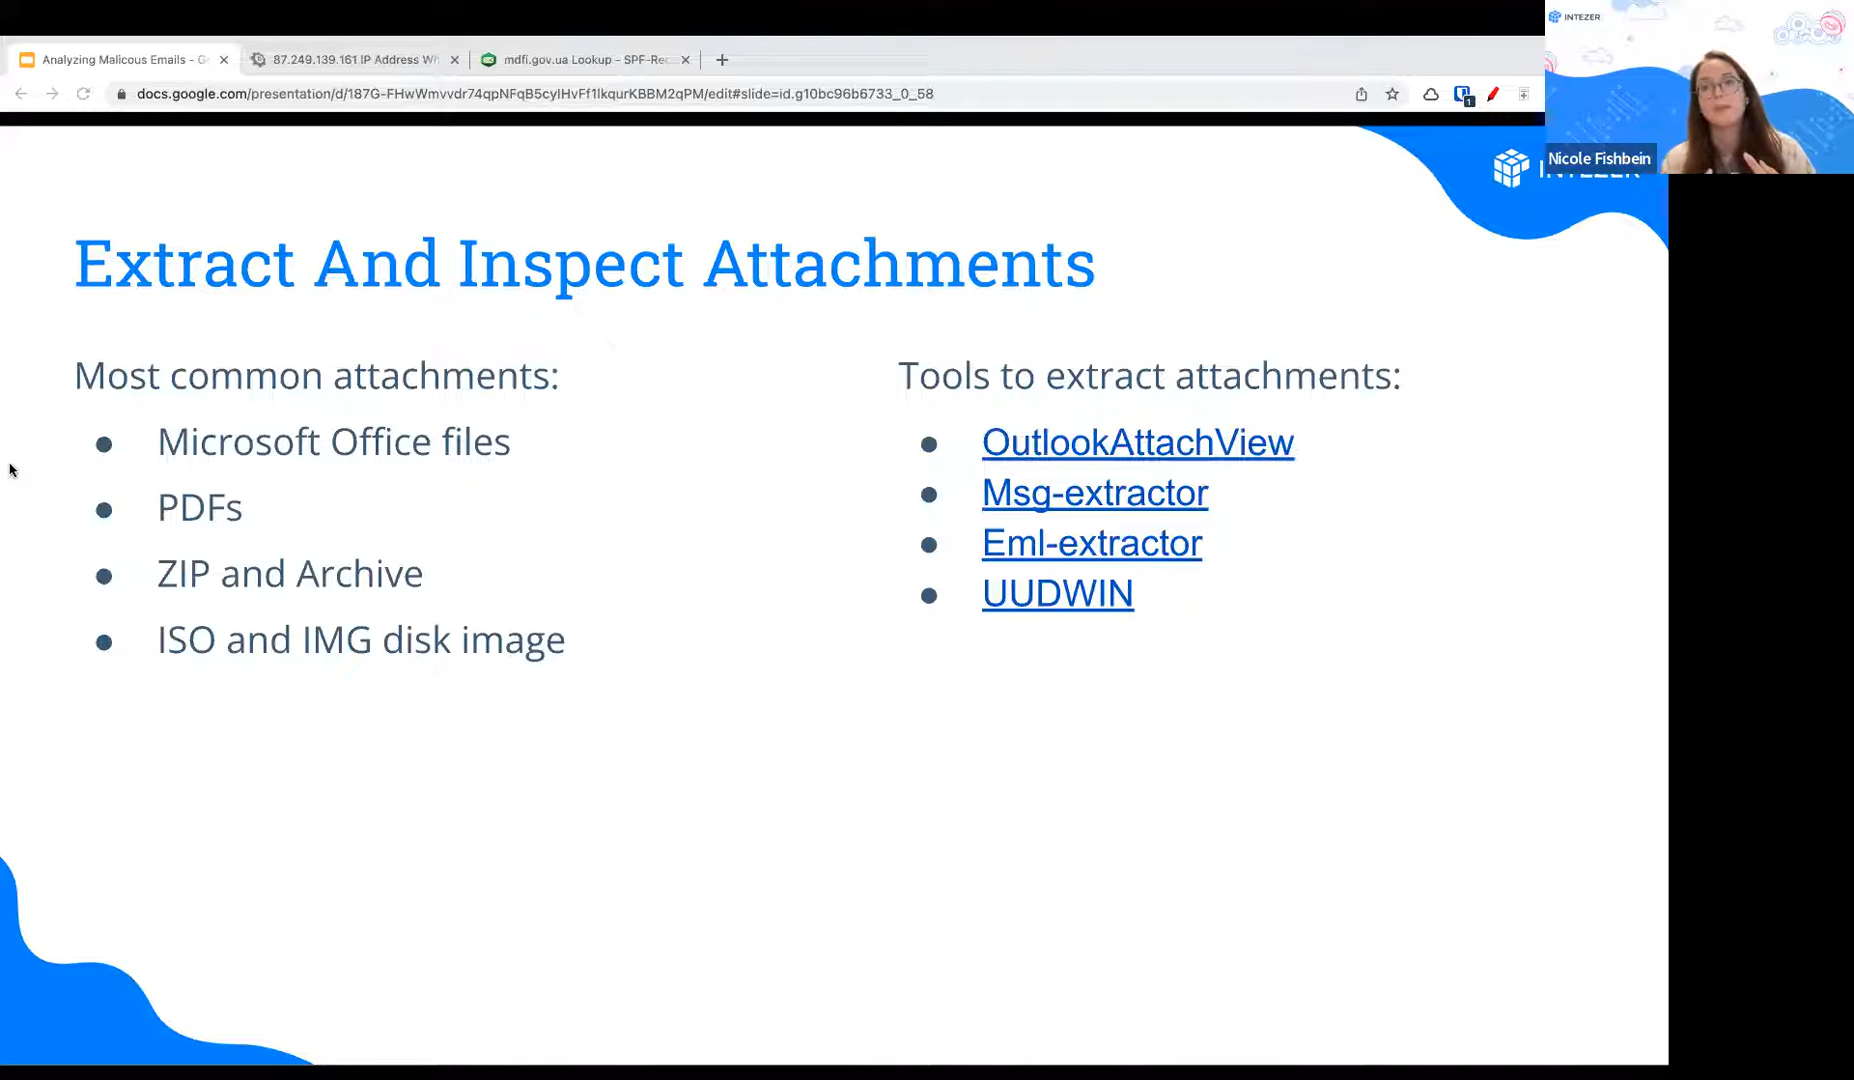 Analyzing Malicous Emails - G
87.249.139.161 IP Address Wh
mdfi.gov.ua Lookup - SPF-Rec
docs.google.com/presentation/d/187G-FHwWmvvdr74qpNFqB5cylHvFf1lkqurKBBM2qPM/edit#slide=id.g10bc96b6733_0_58
1
INTEZER
Nicole Fishbein
INTEZER
Extract And Inspect Attachments
Most common attachments:
● Microsoft Office files
● PDFs
● ZIP and Archive
● ISO and IMG disk image
Tools to extract attachments:
● OutlookAttachView
● Msg-extractor
● Eml-extractor
● UUDWIN